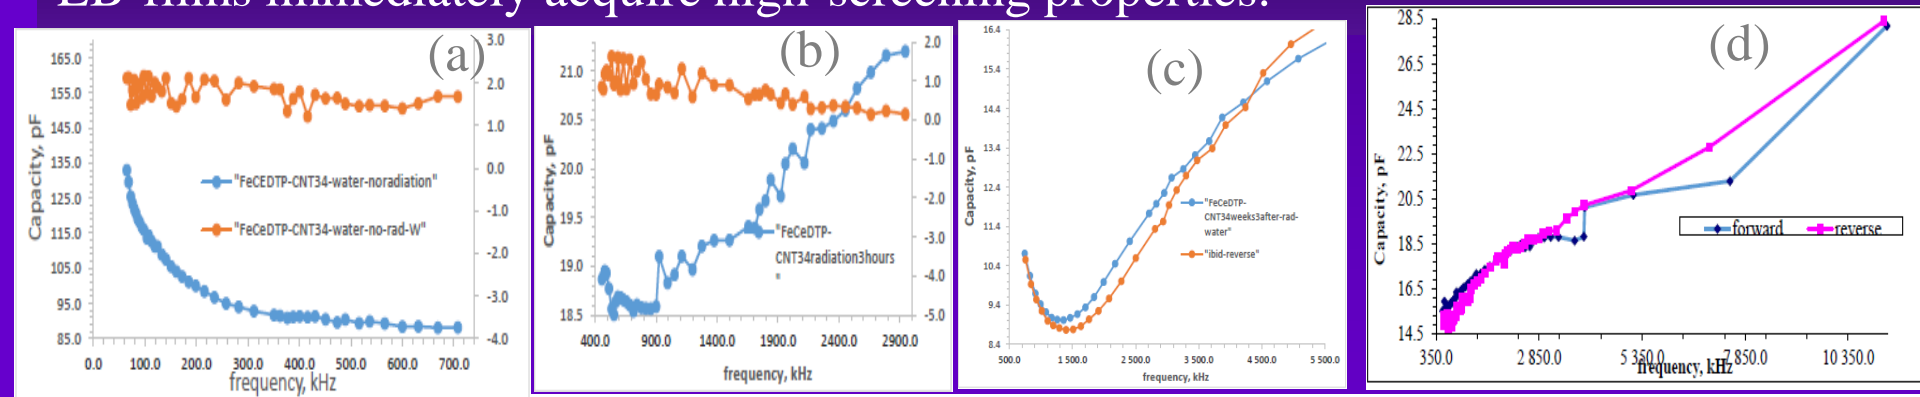 LB-films immediately acquire high-screening properties.
(a)
Capacity, pF
165.0
155.0
145.0
135.0
125.0
115.0
105.0
95.0
85.0
3.0
2.0
1.0
0.0
-1.0
-2.0
-3.0
-4.0
"FeCEDTP-CNT34-water-noradiation"
"FeCeDTP-CNT34-water-no-rad-W"
0.0 100.0 200.0 300.0 400.0 500.0 600.0 700.0
frequency, kHz
(b)
Capacity, pF
21.0
20.5
20.0
19.5
19.0
18.5
2.0
1.0
0.0
-1.0
-2.0
-3.0
-4.0
-5.0
"FeCeDTP-
CNT34radiation3hours
"
400.0 900.0 1400.0 1900.0 2400.0 2900.0
frequency, kHz
(c)
Capacity, pF
16.4
15.4
14.4
13.4
12.4
11.4
10.4
9.4
8.4
"FeCeDTP-
CNT34weeks3after-rad-
water"
"ibid-reverse"
500.0 1 500.0 2 500.0 3 500.0 4 500.0 5 500.0
frequency, kHz
(d)
Capacity, pF
28.5
26.5
24.5
22.5
20.5
18.5
16.5
14.5
forward reverse
350.0 2 850.0 5 350.0 7 850.0 10 350.0
frequency, kHz